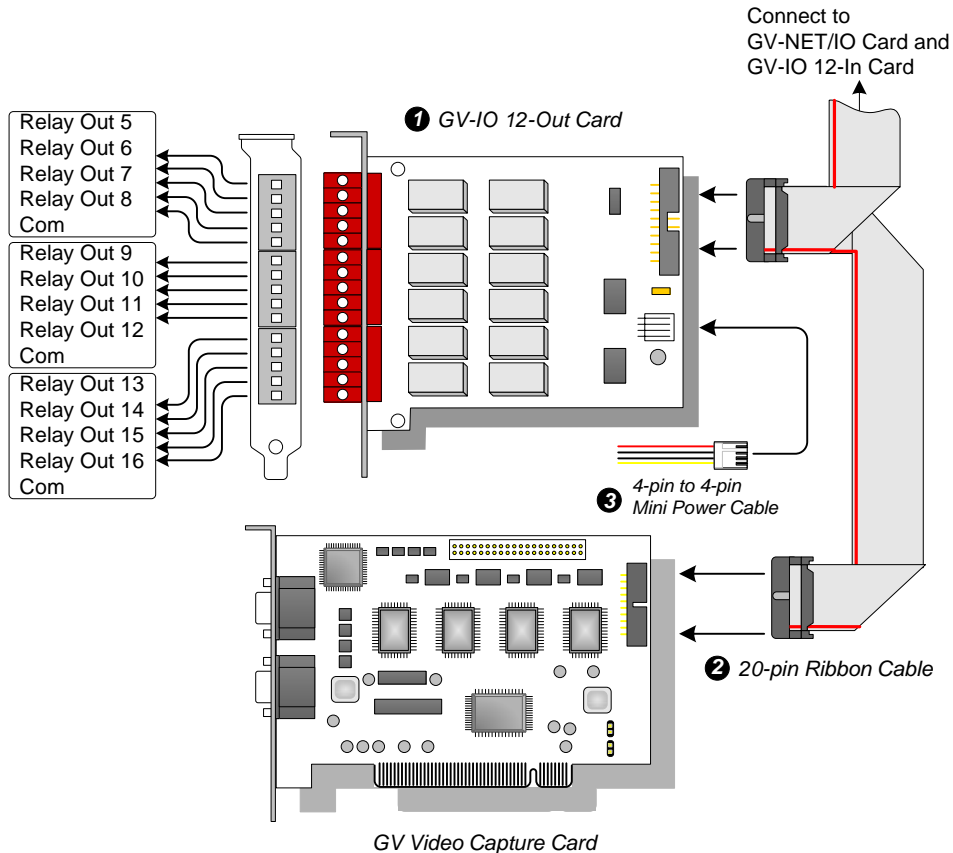 Connect to
GV-NET/IO Card and
GV-IO 12-In Card
1 GV-IO 12-Out Card
Relay Out 5
Relay Out 6
Relay Out 7
Relay Out 8
Com
Relay Out 9
Relay Out 10
Relay Out 11
Relay Out 12
Com
Relay Out 13
Relay Out 14
Relay Out 15
Relay Out 16
Com
3 4-pin to 4-pin
Mini Power Cable
2 20-pin Ribbon Cable
GV Video Capture Card